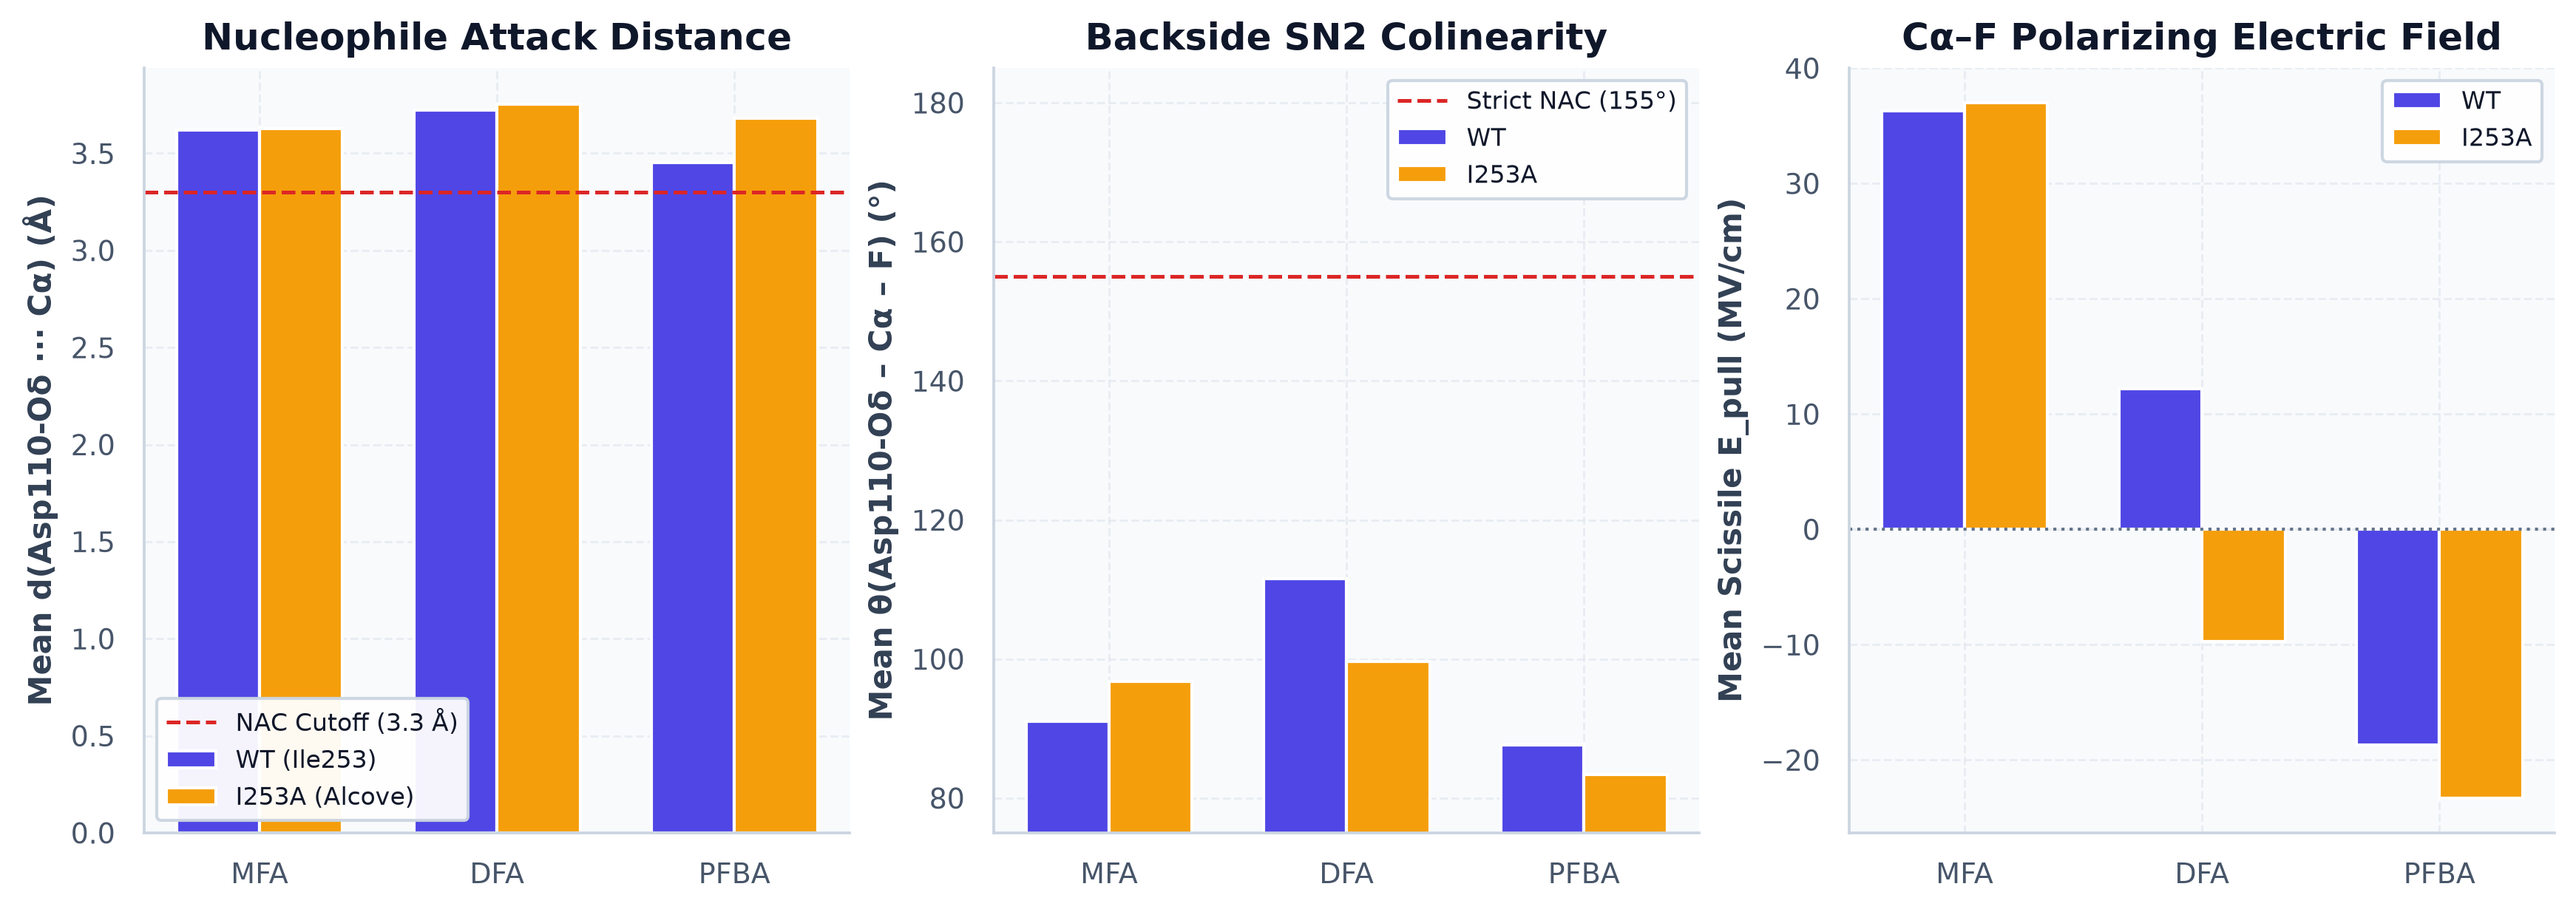 Nucleophile Attack Distance
Mean d(Asp110-Oδ ··· Cα) (Å)
3.5
3.0
2.5
2.0
1.5
1.0
0.5
0.0
NAC Cutoff (3.3 Å)
WT (Ile253)
I253A (Alcove)
MFA
DFA
PFBA
Backside SN2 Colinearity
Mean θ(Asp110-Oδ – Cα – F) (°)
180
160
140
120
100
80
Strict NAC (155°)
WT
I253A
MFA
DFA
PFBA
Cα–F Polarizing Electric Field
Mean Scissile E_pull (MV/cm)
40
30
20
10
0
−10
−20
WT
I253A
MFA
DFA
PFBA